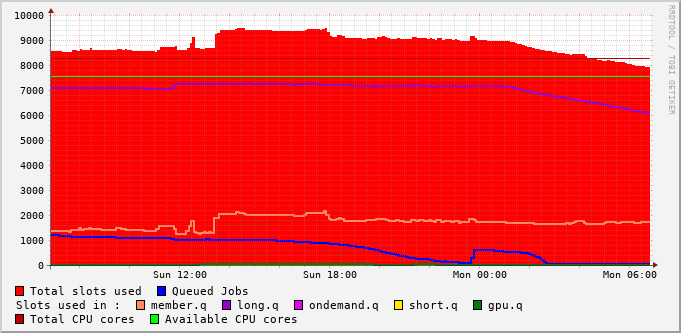 RRDTOOL / TOBI OETIKER
10000
9000
8000
7000
6000
5000
4000
3000
2000
1000
0
Sun 12:00 Sun 18:00 Mon 00:00 Mon 06:00
Total slots used Queued Jobs
Slots used in : member.q long.q ondemand.q short.q gpu.q
Total CPU cores Available CPU cores